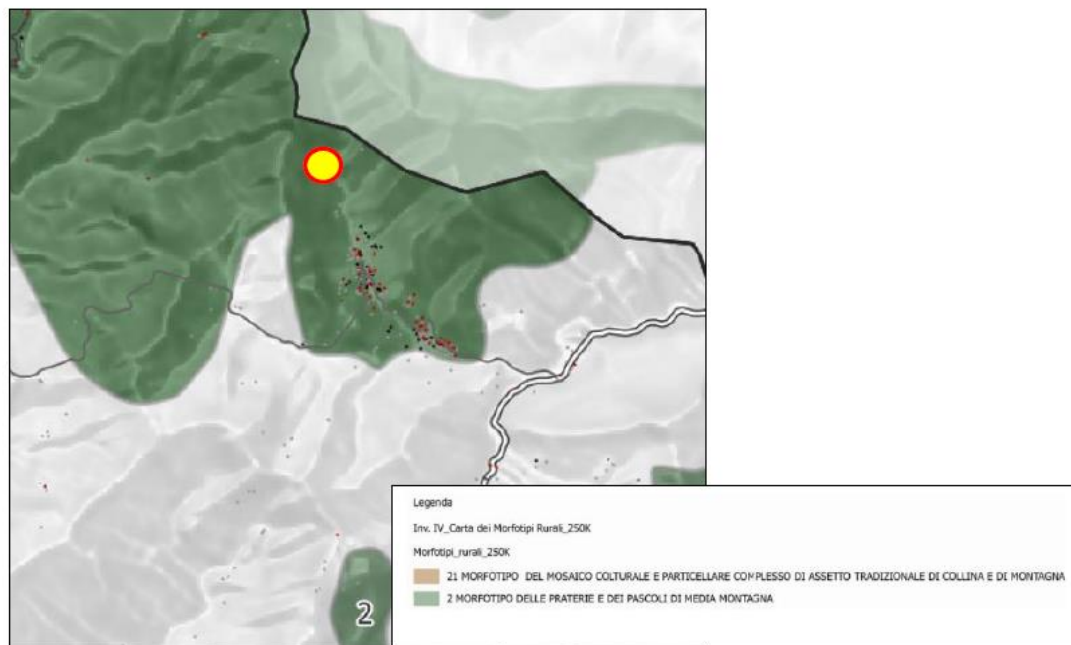 2
Legenda
Inv. IV_Carta dei Morfotipi Rurali_250K
Morfotipi_rurali_250K
21 MORFOTIPO DEL MOSAICO COLTURALE E PARTICELLARE COMPLESSO DI ASSETTO TRADIZIONALE DI COLLINA E DI MONTAGNA
2 MORFOTIPO DELLE PRATERIE E DEI PASCOLI DI MEDIA MONTAGNA